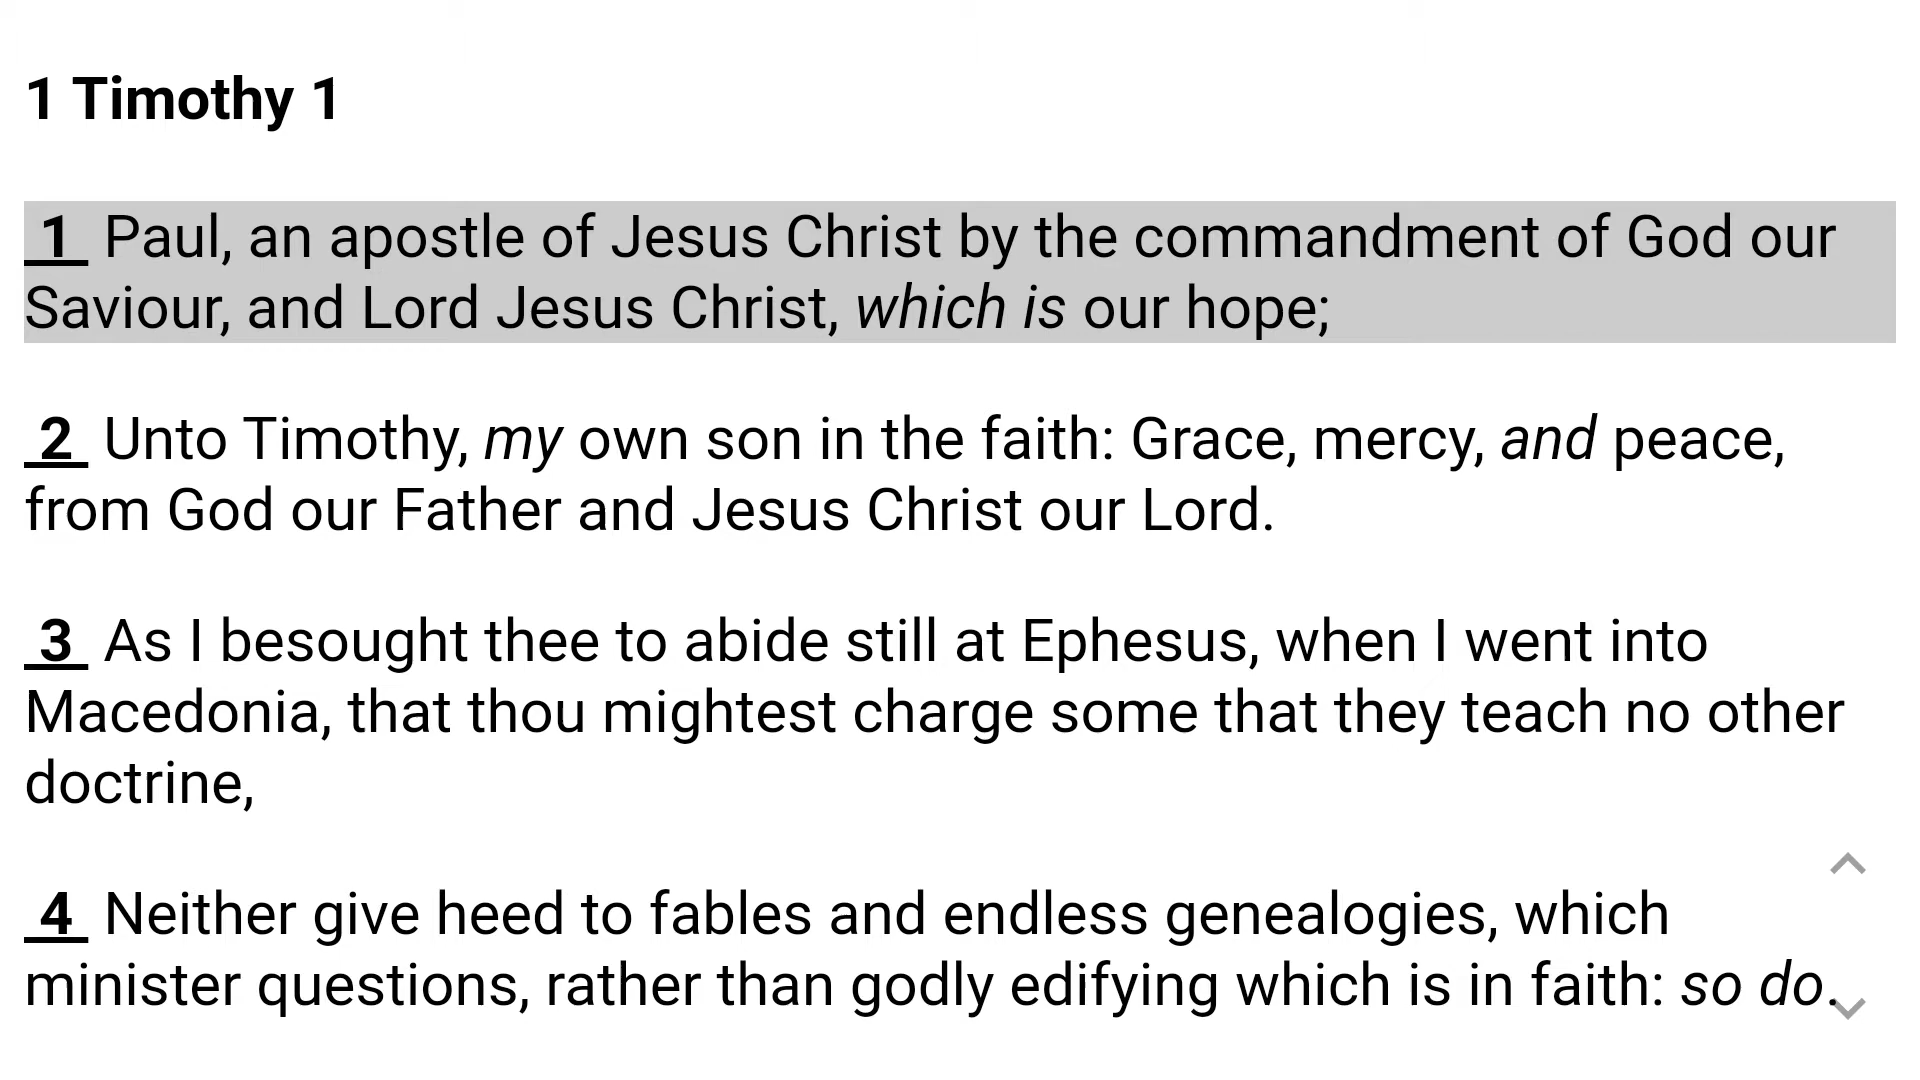 1 Timothy 1
1 Paul, an apostle of Jesus Christ by the commandment of God our
Saviour, and Lord Jesus Christ, which is our hope;
2 Unto Timothy, my own son in the faith: Grace, mercy, and peace,
from God our Father and Jesus Christ our Lord.
3 As I besought thee to abide still at Ephesus, when I went into
Macedonia, that thou mightest charge some that they teach no other
doctrine,
4 Neither give heed to fables and endless genealogies, which
minister questions, rather than godly edifying which is in faith: so do.